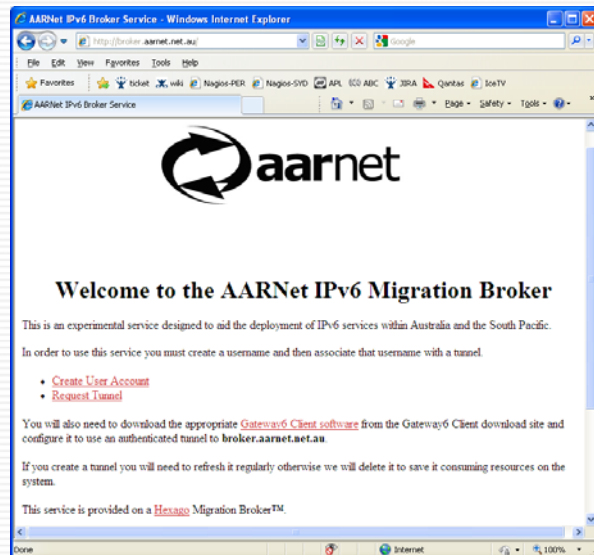 AARNet IPv6 Broker Service - Windows Internet Explorer
http://broker.aarnet.net.au/
Google
File Edit View Favorites Tools Help
Favorites ticket wiki Nagios-PER Nagios-SYD APL ABC JIRA Qantas IceTV
AARNet IPv6 Broker Service
Page Safety Tools
aarnet
Welcome to the AARNet IPv6 Migration Broker
This is an experimental service designed to aid the deployment of IPv6 services within Australia and the South Pacific.
In order to use this service you must create a username and then associate that username with a tunnel.
• Create User Account
• Request Tunnel
You will also need to download the appropriate Gateway6 Client software from the Gateway6 Client download site and
configure it to use an authenticated tunnel to broker.aarnet.net.au.
If you create a tunnel you will need to refresh it regularly otherwise we will delete it to save it consuming resources on the
system.
This service is provided on a Hexago Migration Broker™.
Done Internet 100%